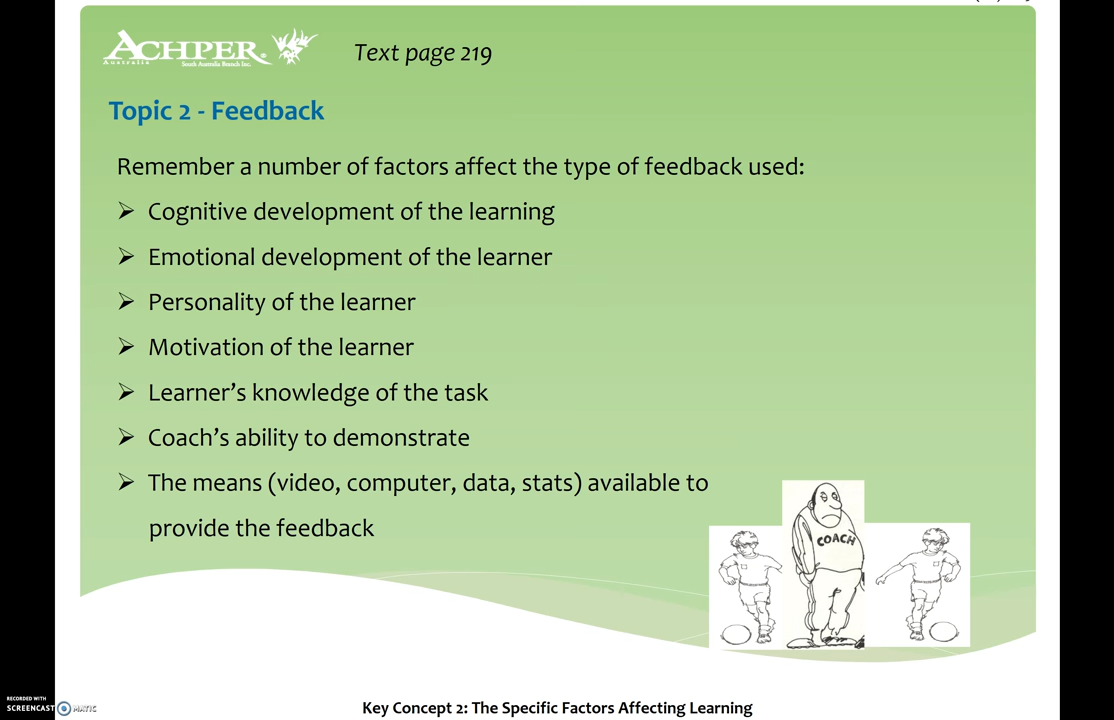 ACHPER
Australia
South Australia Branch Inc.
Text page 219
Topic 2 - Feedback
Remember a number of factors affect the type of feedback used:
Cognitive development of the learning
Emotional development of the learner
Personality of the learner
Motivation of the learner
Learner's knowledge of the task
Coach's ability to demonstrate
The means (video, computer, data, stats) available to
provide the feedback
COACH
RECORDED WITH
SCREENCAST MATIC
Key Concept 2: The Specific Factors Affecting Learning